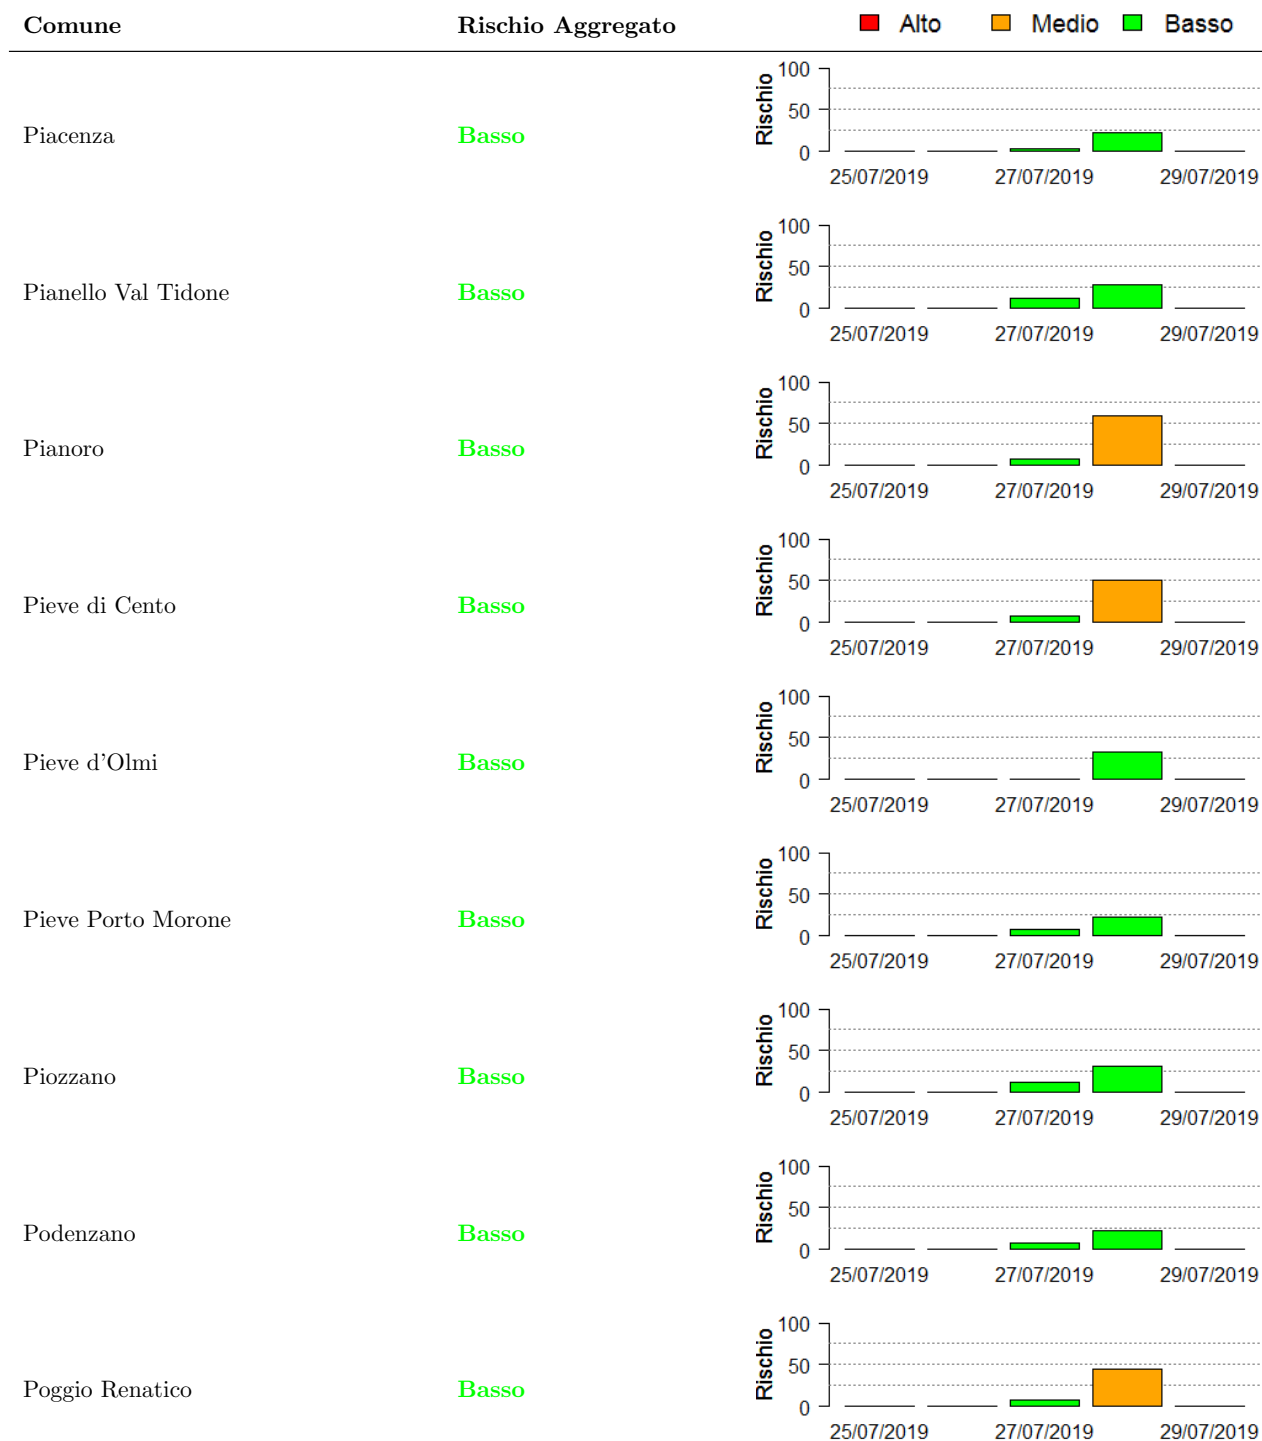 Comune Rischio Aggregato Alto Medio Basso
Piacenza Basso
Rischio
100
50
0
25/07/2019 27/07/2019 29/07/2019
Pianello Val Tidone Basso
Rischio
100
50
0
25/07/2019 27/07/2019 29/07/2019
Pianoro Basso
Rischio
100
50
0
25/07/2019 27/07/2019 29/07/2019
Pieve di Cento Basso
Rischio
100
50
0
25/07/2019 27/07/2019 29/07/2019
Pieve d'Olmi Basso
Rischio
100
50
0
25/07/2019 27/07/2019 29/07/2019
Pieve Porto Morone Basso
Rischio
100
50
0
25/07/2019 27/07/2019 29/07/2019
Piozzano Basso
Rischio
100
50
0
25/07/2019 27/07/2019 29/07/2019
Podenzano Basso
Rischio
100
50
0
25/07/2019 27/07/2019 29/07/2019
Poggio Renatico Basso
Rischio
100
50
0
25/07/2019 27/07/2019 29/07/2019